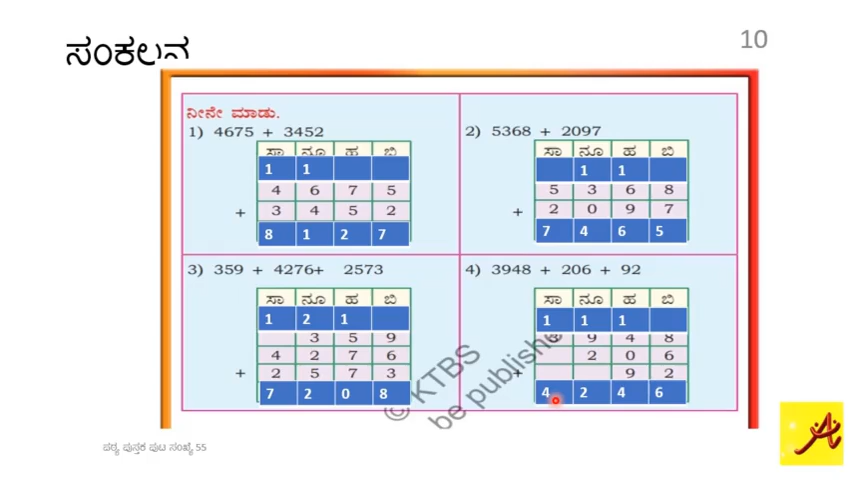 10
ಸಂಕಲನ
ನೀನೇ ಮಾಡು.
1) 4675 + 3452
ಸಾ ನೂ ಹ ಬಿ
1 1
4 6 7 5
+ 3 4 5 2
8 1 2 7
2) 5368 + 2097
ಸಾ ನೂ ಹ ಬಿ
1 1
5 3 6 8
+ 2 0 9 7
7 4 6 5
3) 359 + 4276+ 2573
ಸಾ ನೂ ಹ ಬಿ
1 2 1
3 5 9
4 2 7 6
+ 2 5 7 3
7 2 0 8
4) 3948 + 206 + 92
ಸಾ ನೂ ಹ ಬಿ
1 1 1
3 9 4 8
2 0 6
+ 9 2
4 2 4 6
© KTBS
be publishe
ಪಠ್ಯ ಪುಸ್ತಕ ಪುಟ ಸಂಖ್ಯೆ 55